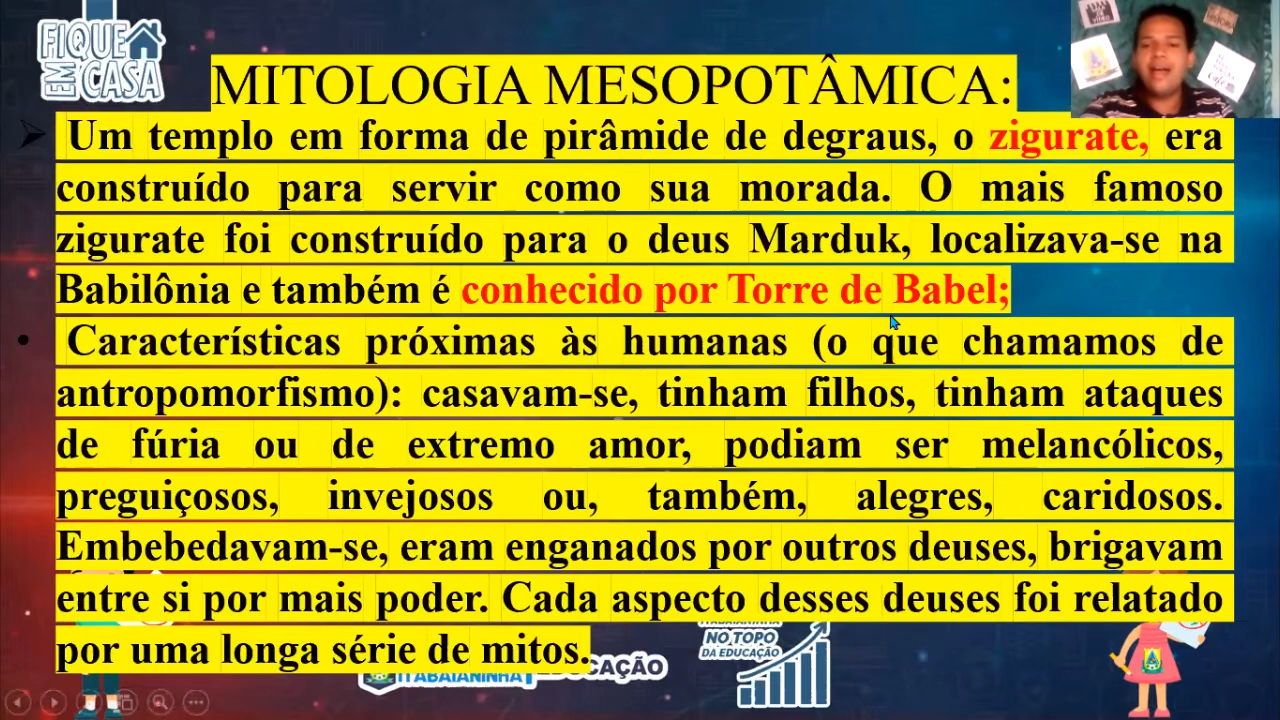 FIQUE
EM
CASA
MITOLOGIA MESOPOTÂMICA:
Um templo em forma de pirâmide de degraus, o zigurate, era
construído para servir como sua morada. O mais famoso
zigurate foi construído para o deus Marduk, localizava-se na
Babilônia e também é conhecido por Torre de Babel;
Características próximas às humanas (o que chamamos de
antropomorfismo): casavam-se, tinham filhos, tinham ataques
de fúria ou de extremo amor, podiam ser melancólicos,
preguiçosos, invejosos ou, também, alegres, caridosos.
Embebedavam-se, eram enganados por outros deuses, brigavam
entre si por mais poder. Cada aspecto desses deuses foi relatado
por uma longa série de mitos.
ITABAIANINHA
NO TOPO
DA EDUCAÇÃO